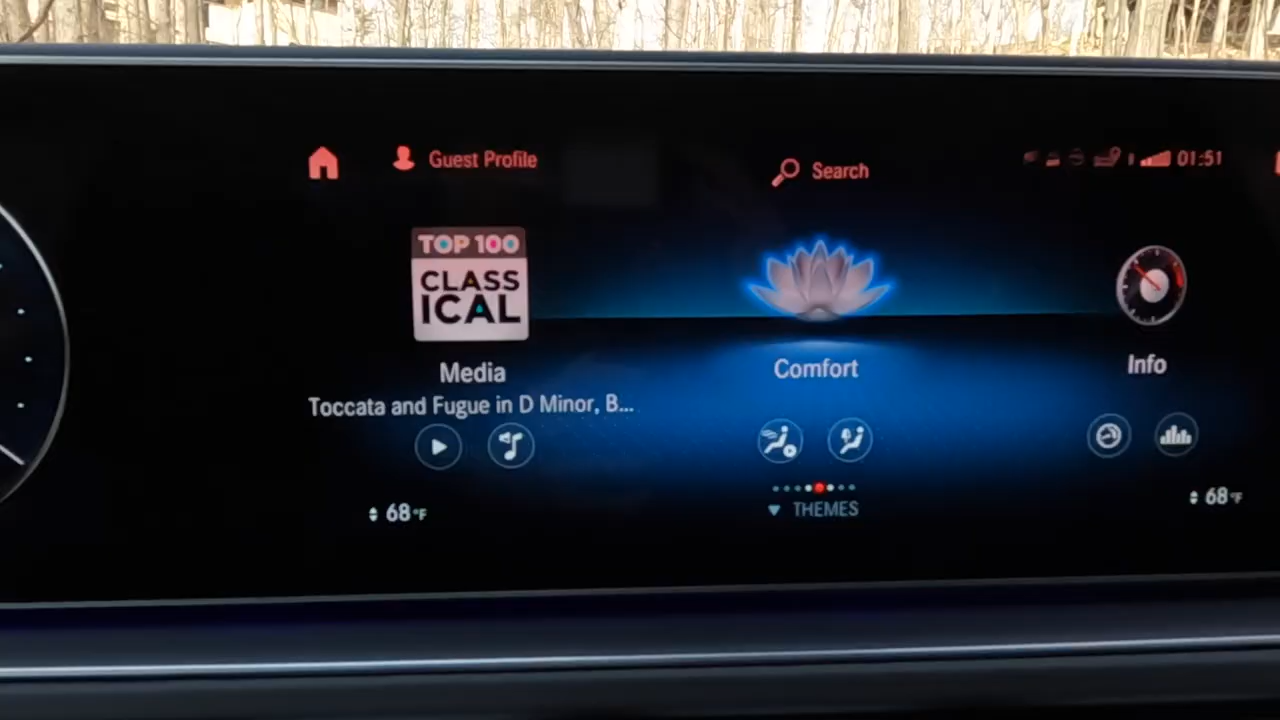 Guest Profile
Search
01:51
TOP 100
CLASS
ICAL
Media
Comfort
Info
Toccata and Fugue in D Minor, B...
THEMES
68°F
68°F